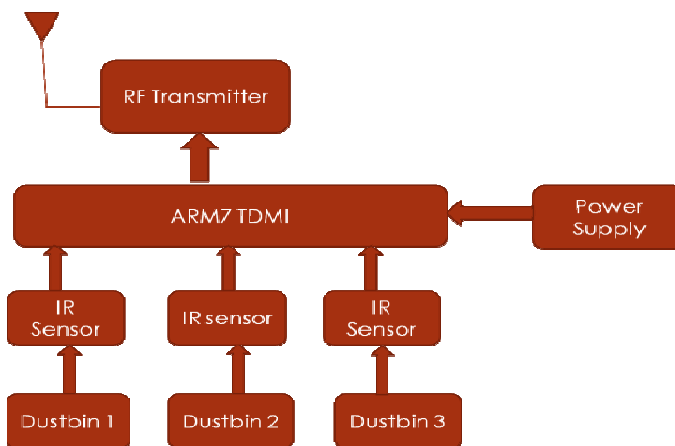 RF Transmitter
ARM7 TDMI
Power
Supply
IR
Sensor
IR sensor
IR
Sensor
Dustbin 1
Dustbin 2
Dustbin 3